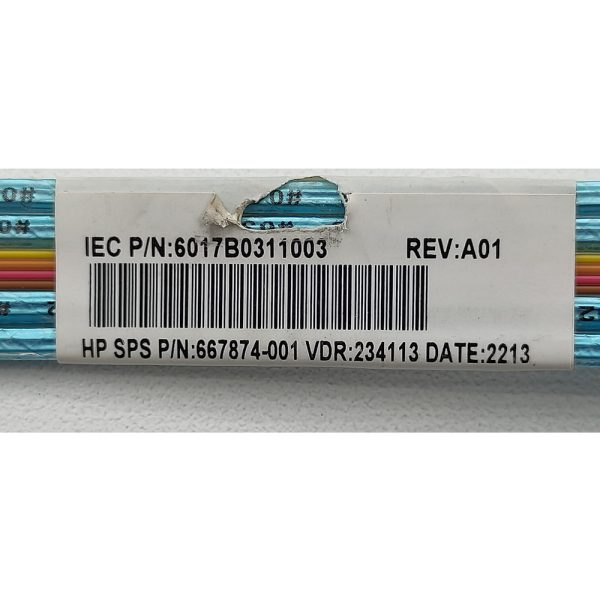 IEC P/N:6017B0311003 REV:A01
HP SPS P/N:667874-001 VDR:234113 DATE:2213